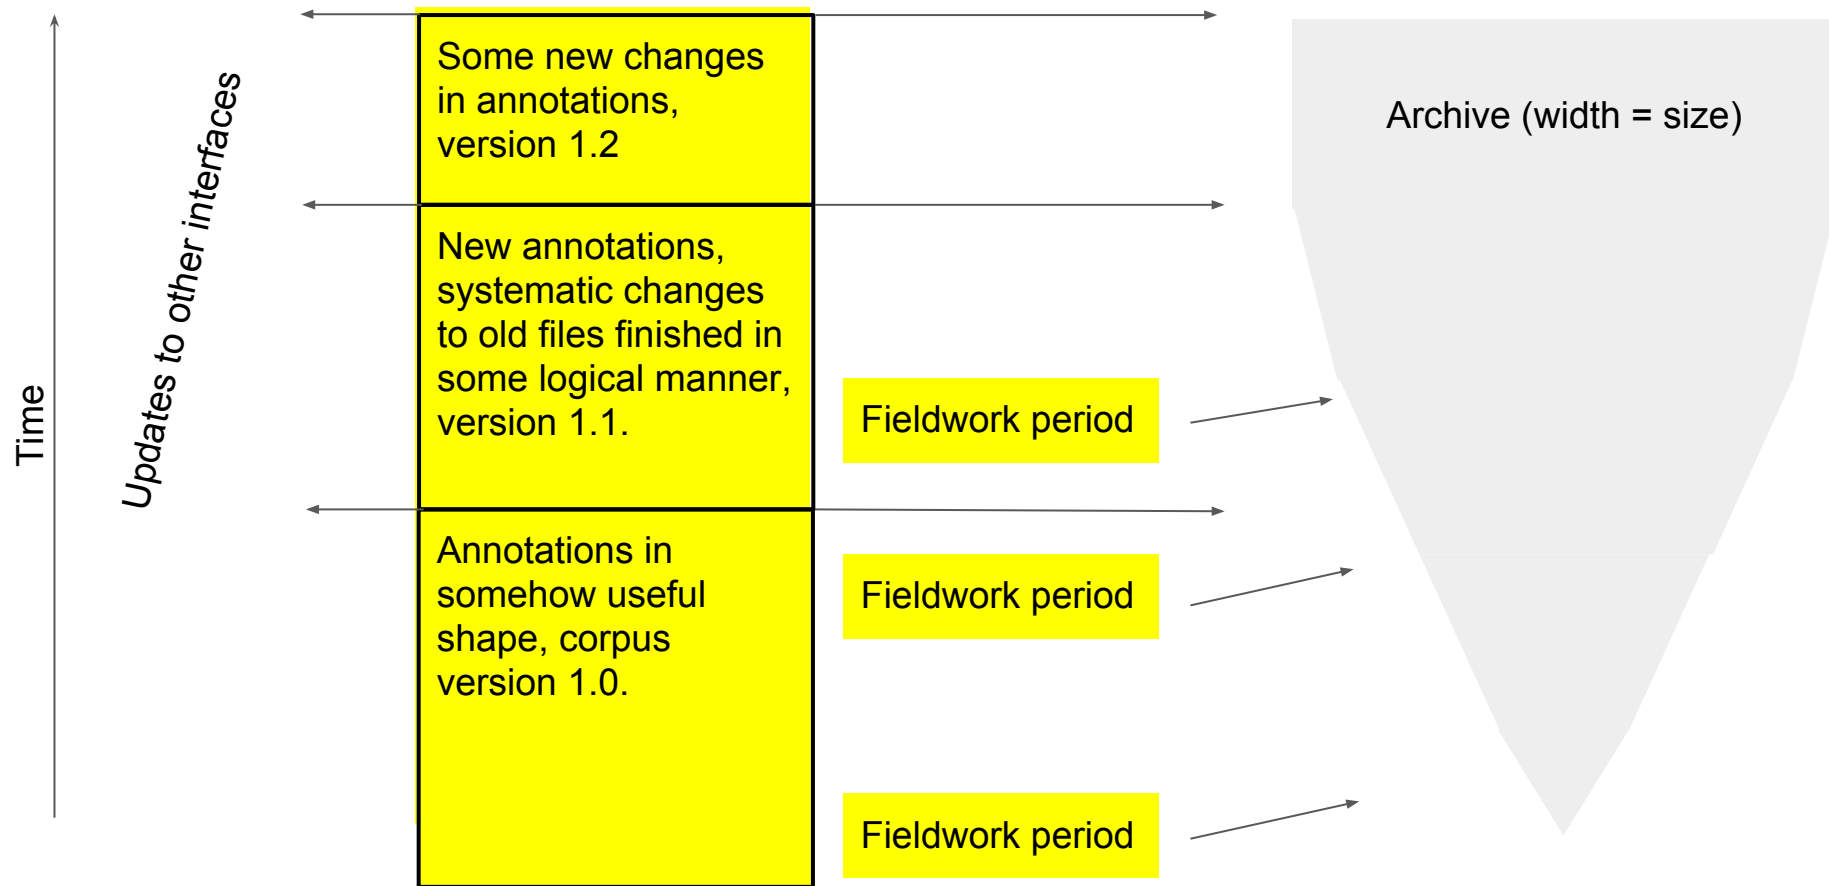 Time
Updates to other interfaces
Some new changes
in annotations,
version 1.2
New annotations,
systematic changes
to old files finished in
some logical manner,
version 1.1.
Annotations in
somehow useful
shape, corpus
version 1.0.
Fieldwork period
Fieldwork period
Fieldwork period
Archive (width = size)